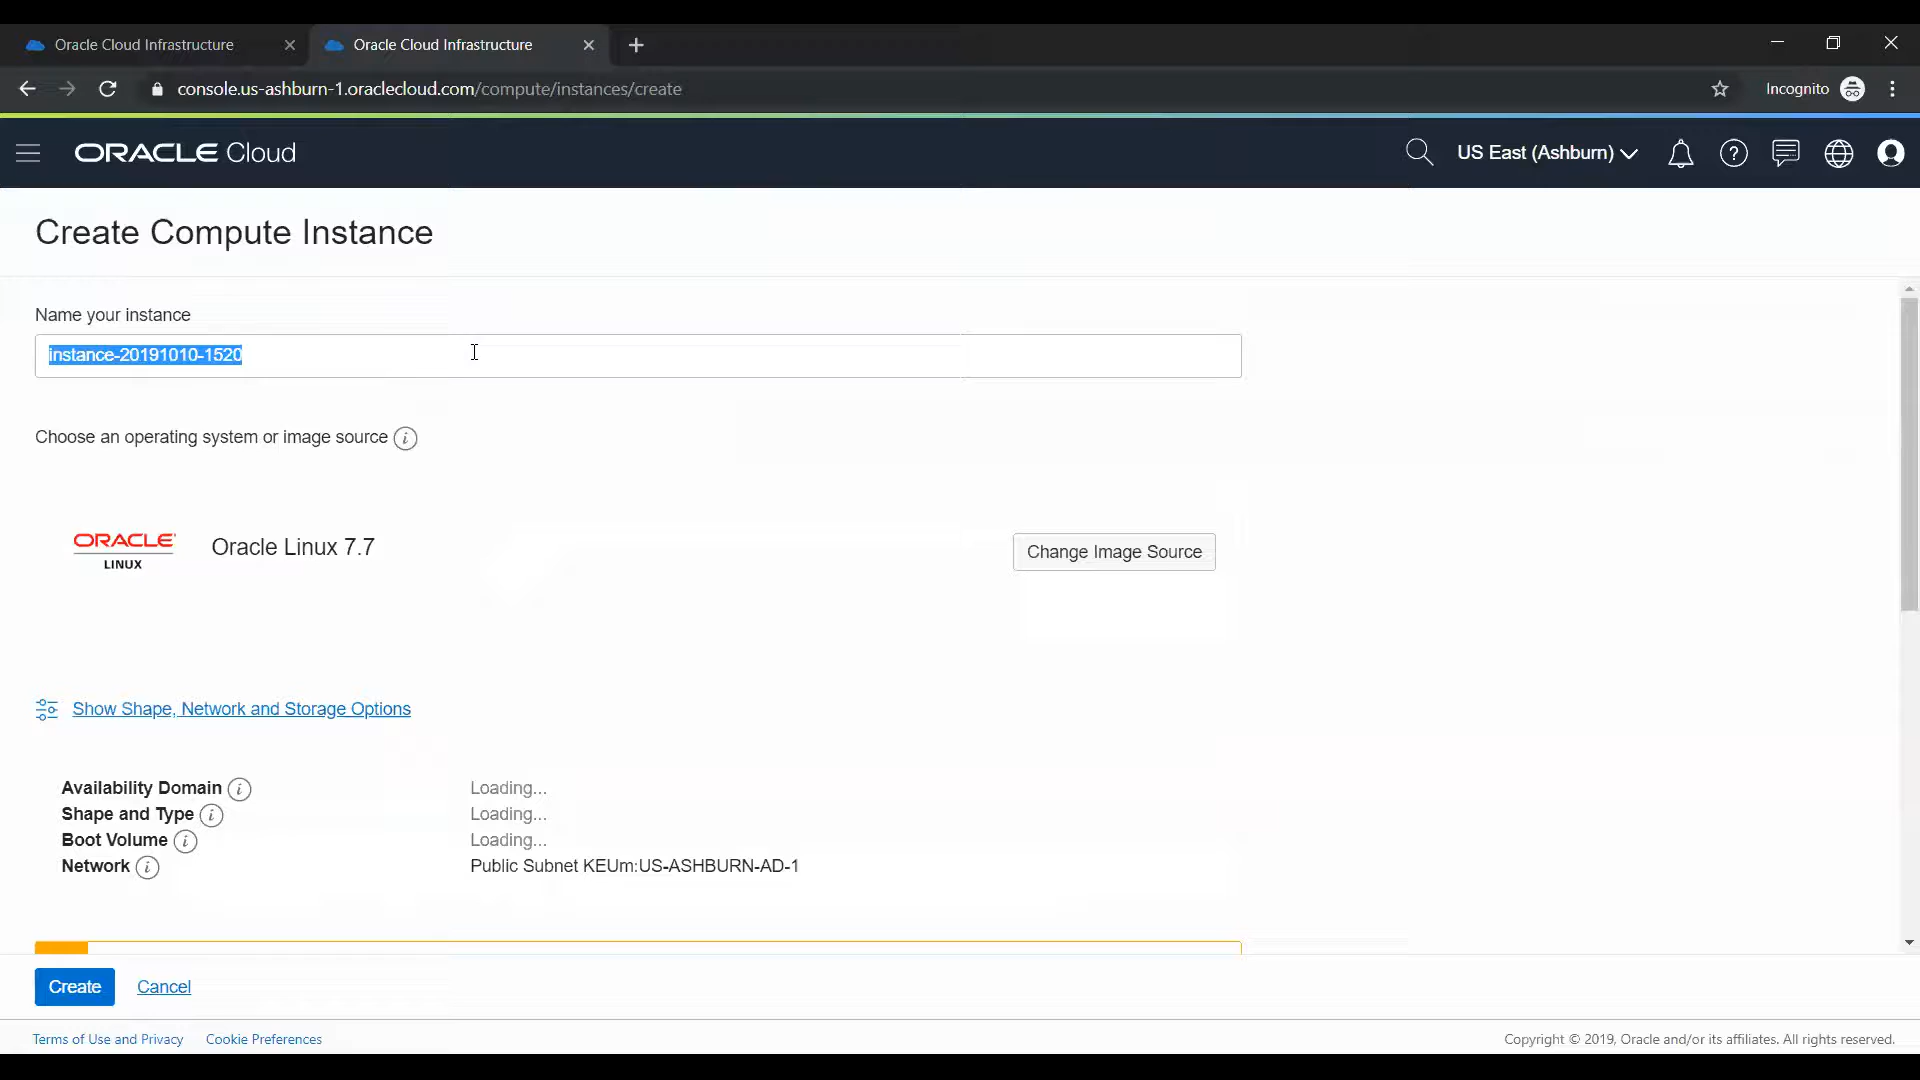 Oracle Cloud Infrastructure
Oracle Cloud Infrastructure
console.us-ashburn-1.oraclecloud.com/compute/instances/create
Incognito
ORACLE Cloud
US East (Ashburn)
Create Compute Instance
Name your instance
instance-20191010-1520
Choose an operating system or image source
ORACLE
LINUX
Oracle Linux 7.7
Change Image Source
Show Shape, Network and Storage Options
Availability Domain Loading...
Shape and Type Loading...
Boot Volume Loading...
Network Public Subnet KEUm:US-ASHBURN-AD-1
Create Cancel
Terms of Use and Privacy Cookie Preferences
Copyright © 2019, Oracle and/or its affiliates. All rights reserved.